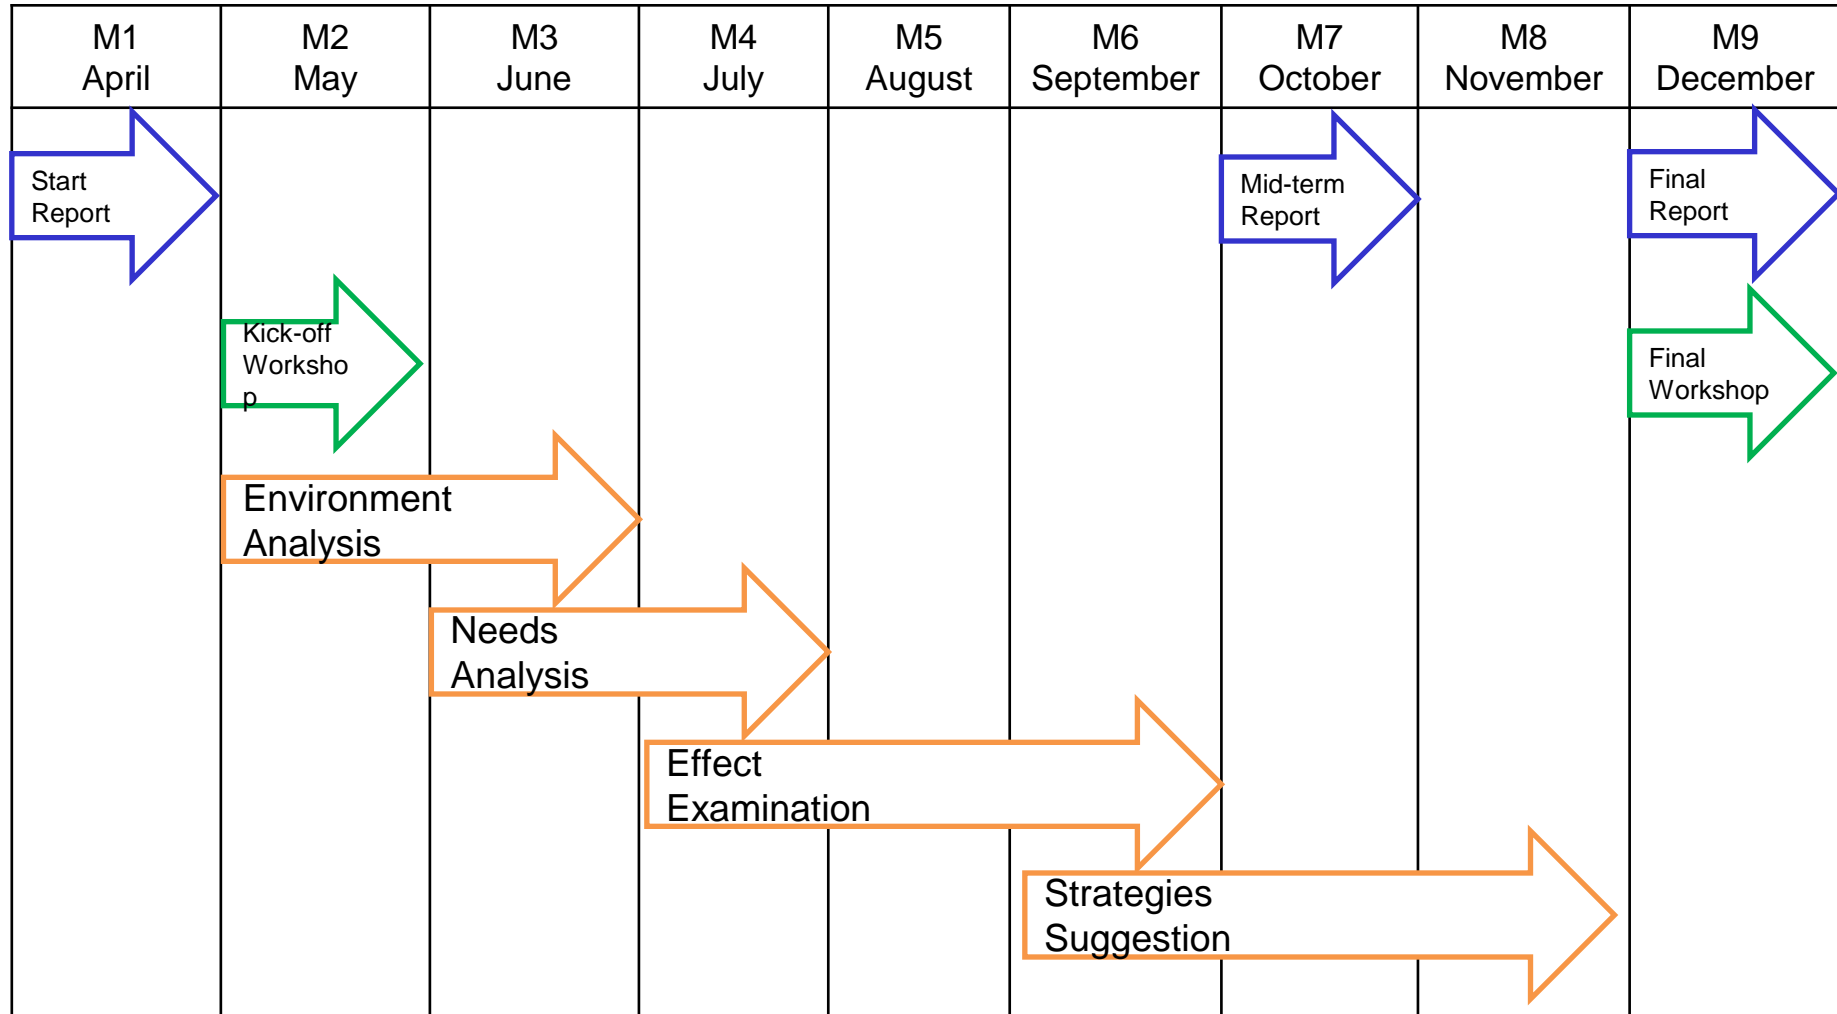 M1
April
M2
May
M3
June
M4
July
M5
August
M6
September
M7
October
M8
November
M9
December
Start
Report
Mid-term
Report
Final
Report
Kick-off
Worksho
p
Final
Workshop
Environment
Analysis
Needs
Analysis
Effect
Examination
Strategies
Suggestion